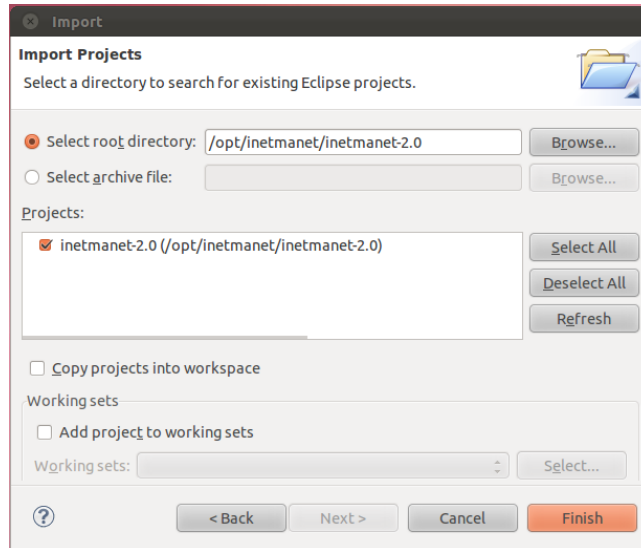 Import
Import Projects
Select a directory to search for existing Eclipse projects.
Select root directory: /opt/inetmanet/inetmanet-2.0 Browse...
Select archive file: Browse...
Projects:
inetmanet-2.0 (/opt/inetmanet/inetmanet-2.0)
Select All
Deselect All
Refresh
Copy projects into workspace
Working sets
Add project to working sets
Working sets: Select...
? < Back Next > Cancel Finish